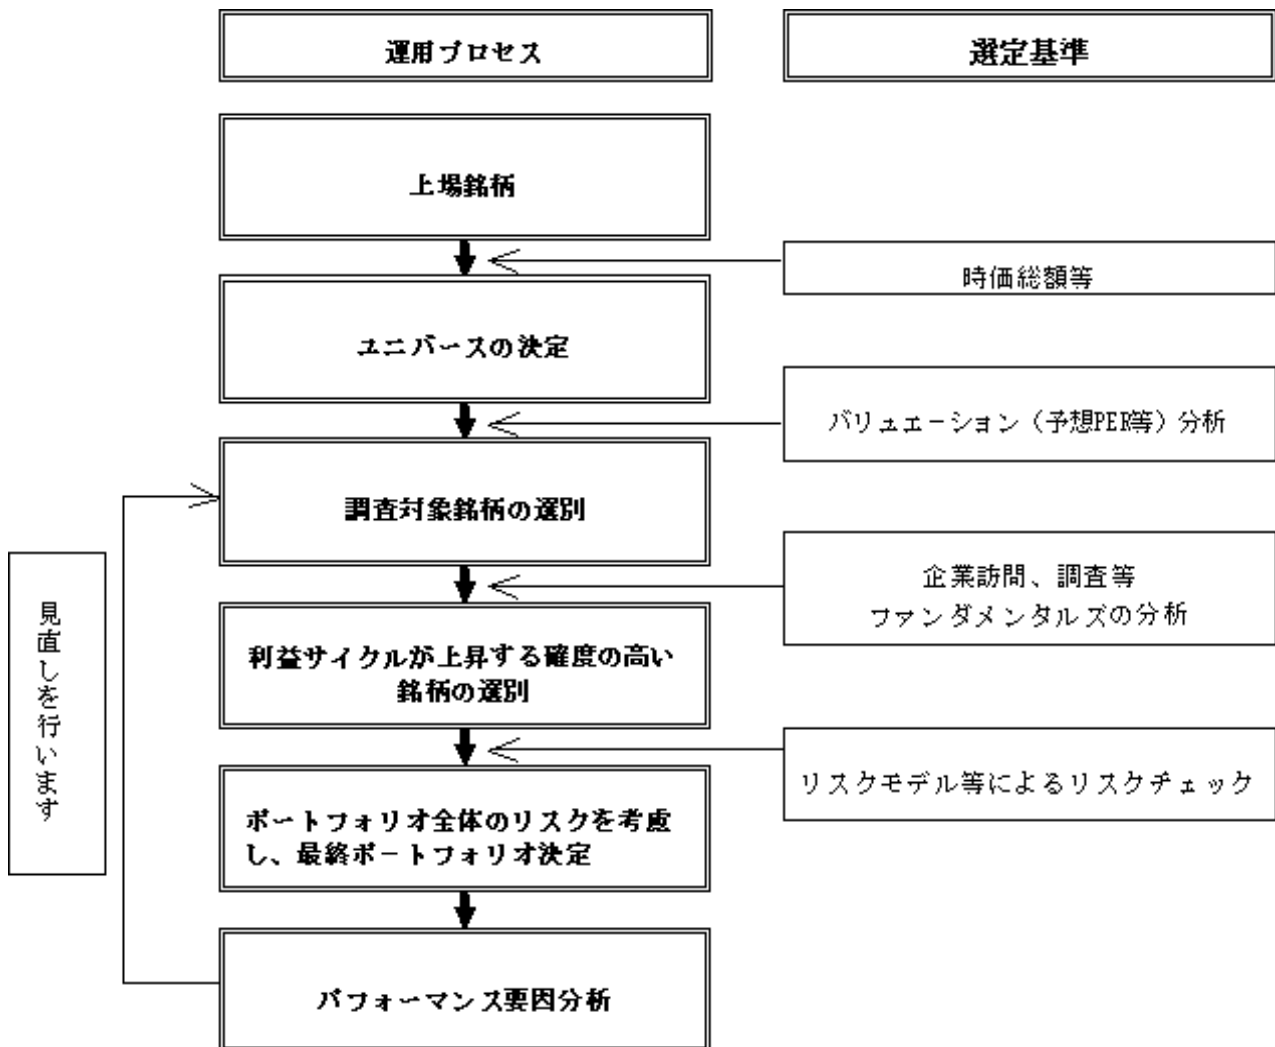 運用プロセス
選定基準
上場銘柄
時価総額等
ユニバースの決定
バリュエーション（予想PER等）分析
調査対象銘柄の選別
企業訪問、調査等
ファンダメンタルズの分析
利益サイクルが上昇する確度の高い
銘柄の選別
リスクモデル等によるリスクチェック
ポートフォリオ全体のリスクを考慮
し、最終ポートフォリオ決定
パフォーマンス要因分析
見直しを行います